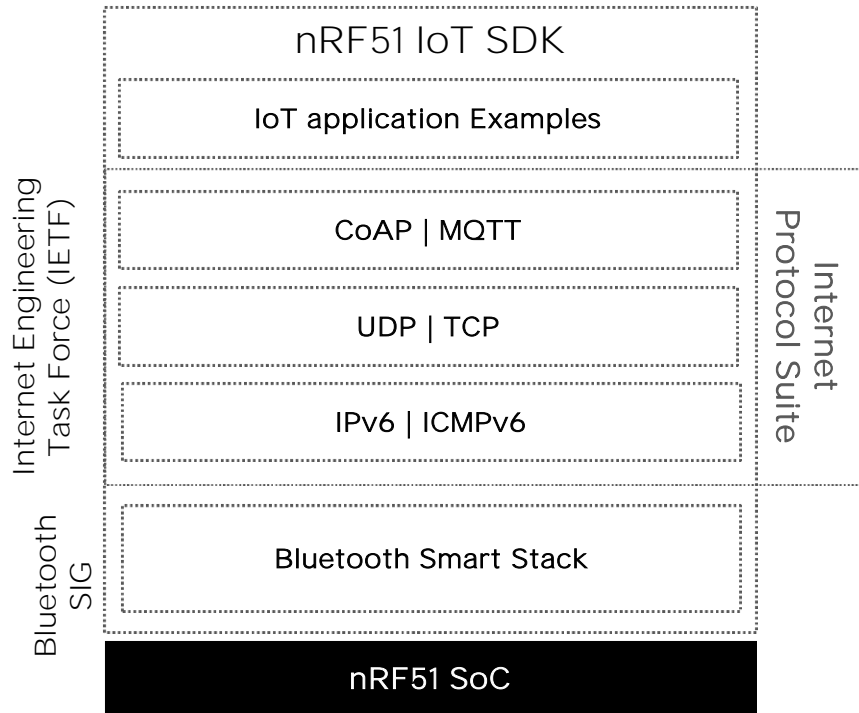 nRF51 IoT SDK
IoT application Examples
Internet Engineering
Task Force (IETF)
CoAP | MQTT
UDP | TCP
IPv6 | ICMPv6
Internet
Protocol Suite
Bluetooth
SIG
Bluetooth Smart Stack
nRF51 SoC